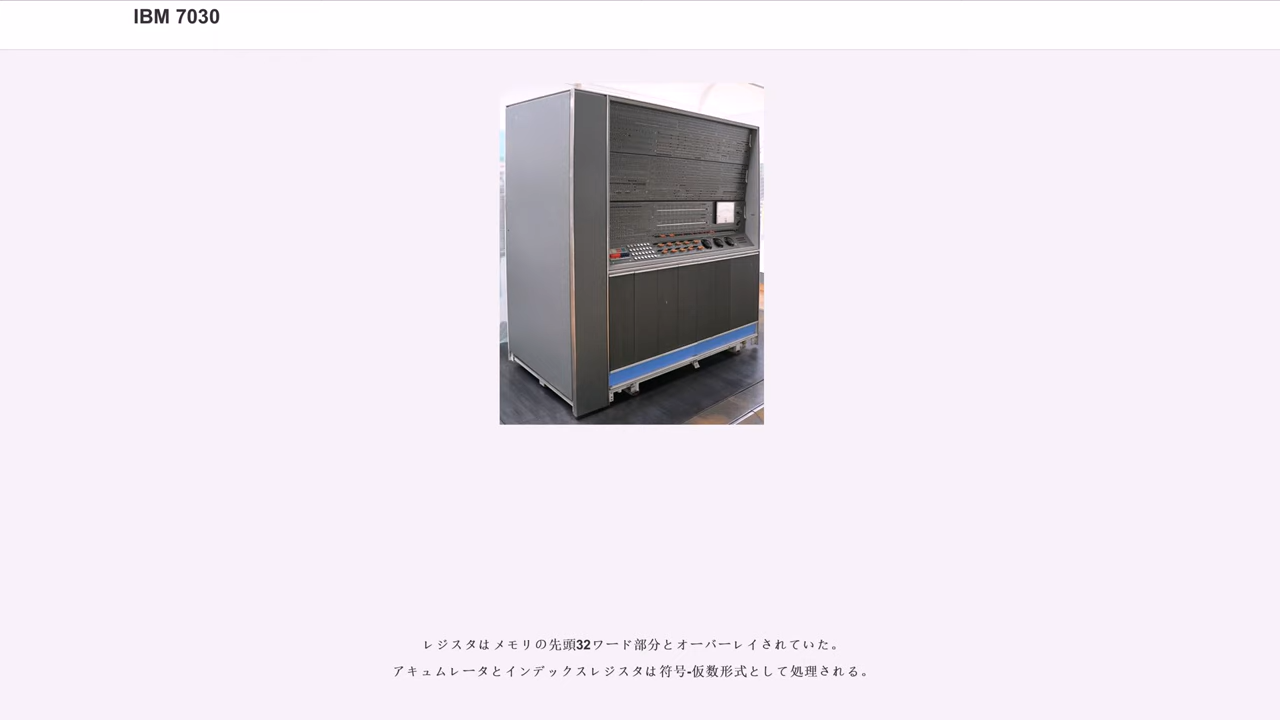 IBM 7030
レジスタはメモリの先頭32ワード部分とオーバーレイされていた。
アキュムレータとインデックスレジスタは符号-仮数形式として処理される。